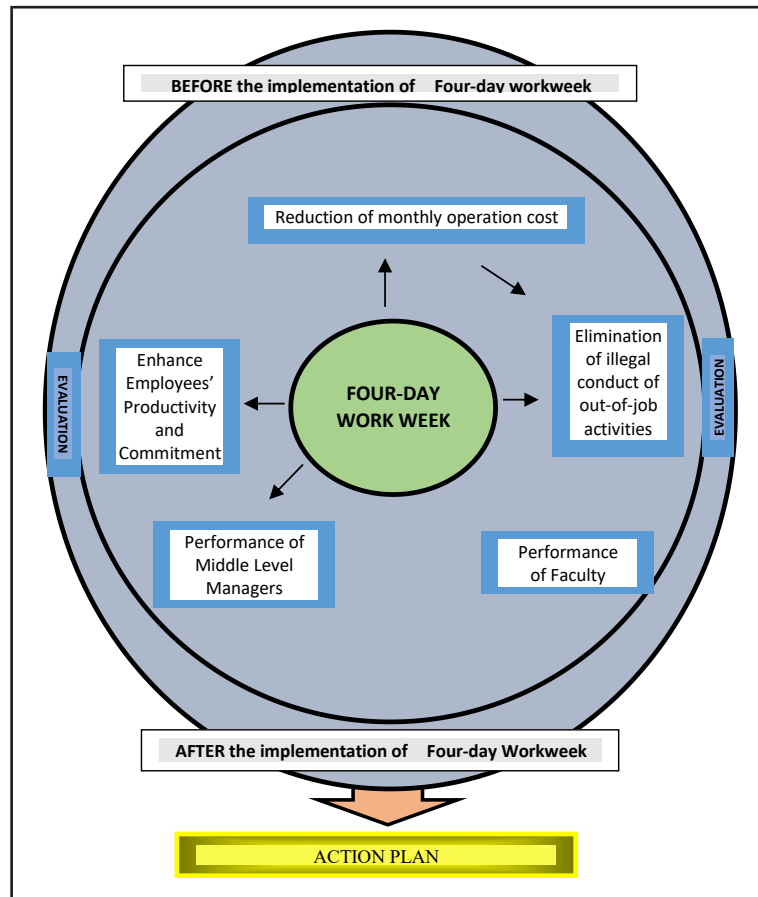 BEFORE the implementation of Four-day workweek
Reduction of monthly operation cost
Enhance
Employees’
Productivity
and
Commitment
FOUR-DAY
WORK WEEK
Elimination
of illegal
conduct of
out-of-job
activities
EVALUATION
EVALUATION
Performance of
Middle Level
Managers
Performance
of Faculty
AFTER the implementation of Four-day Workweek
ACTION PLAN